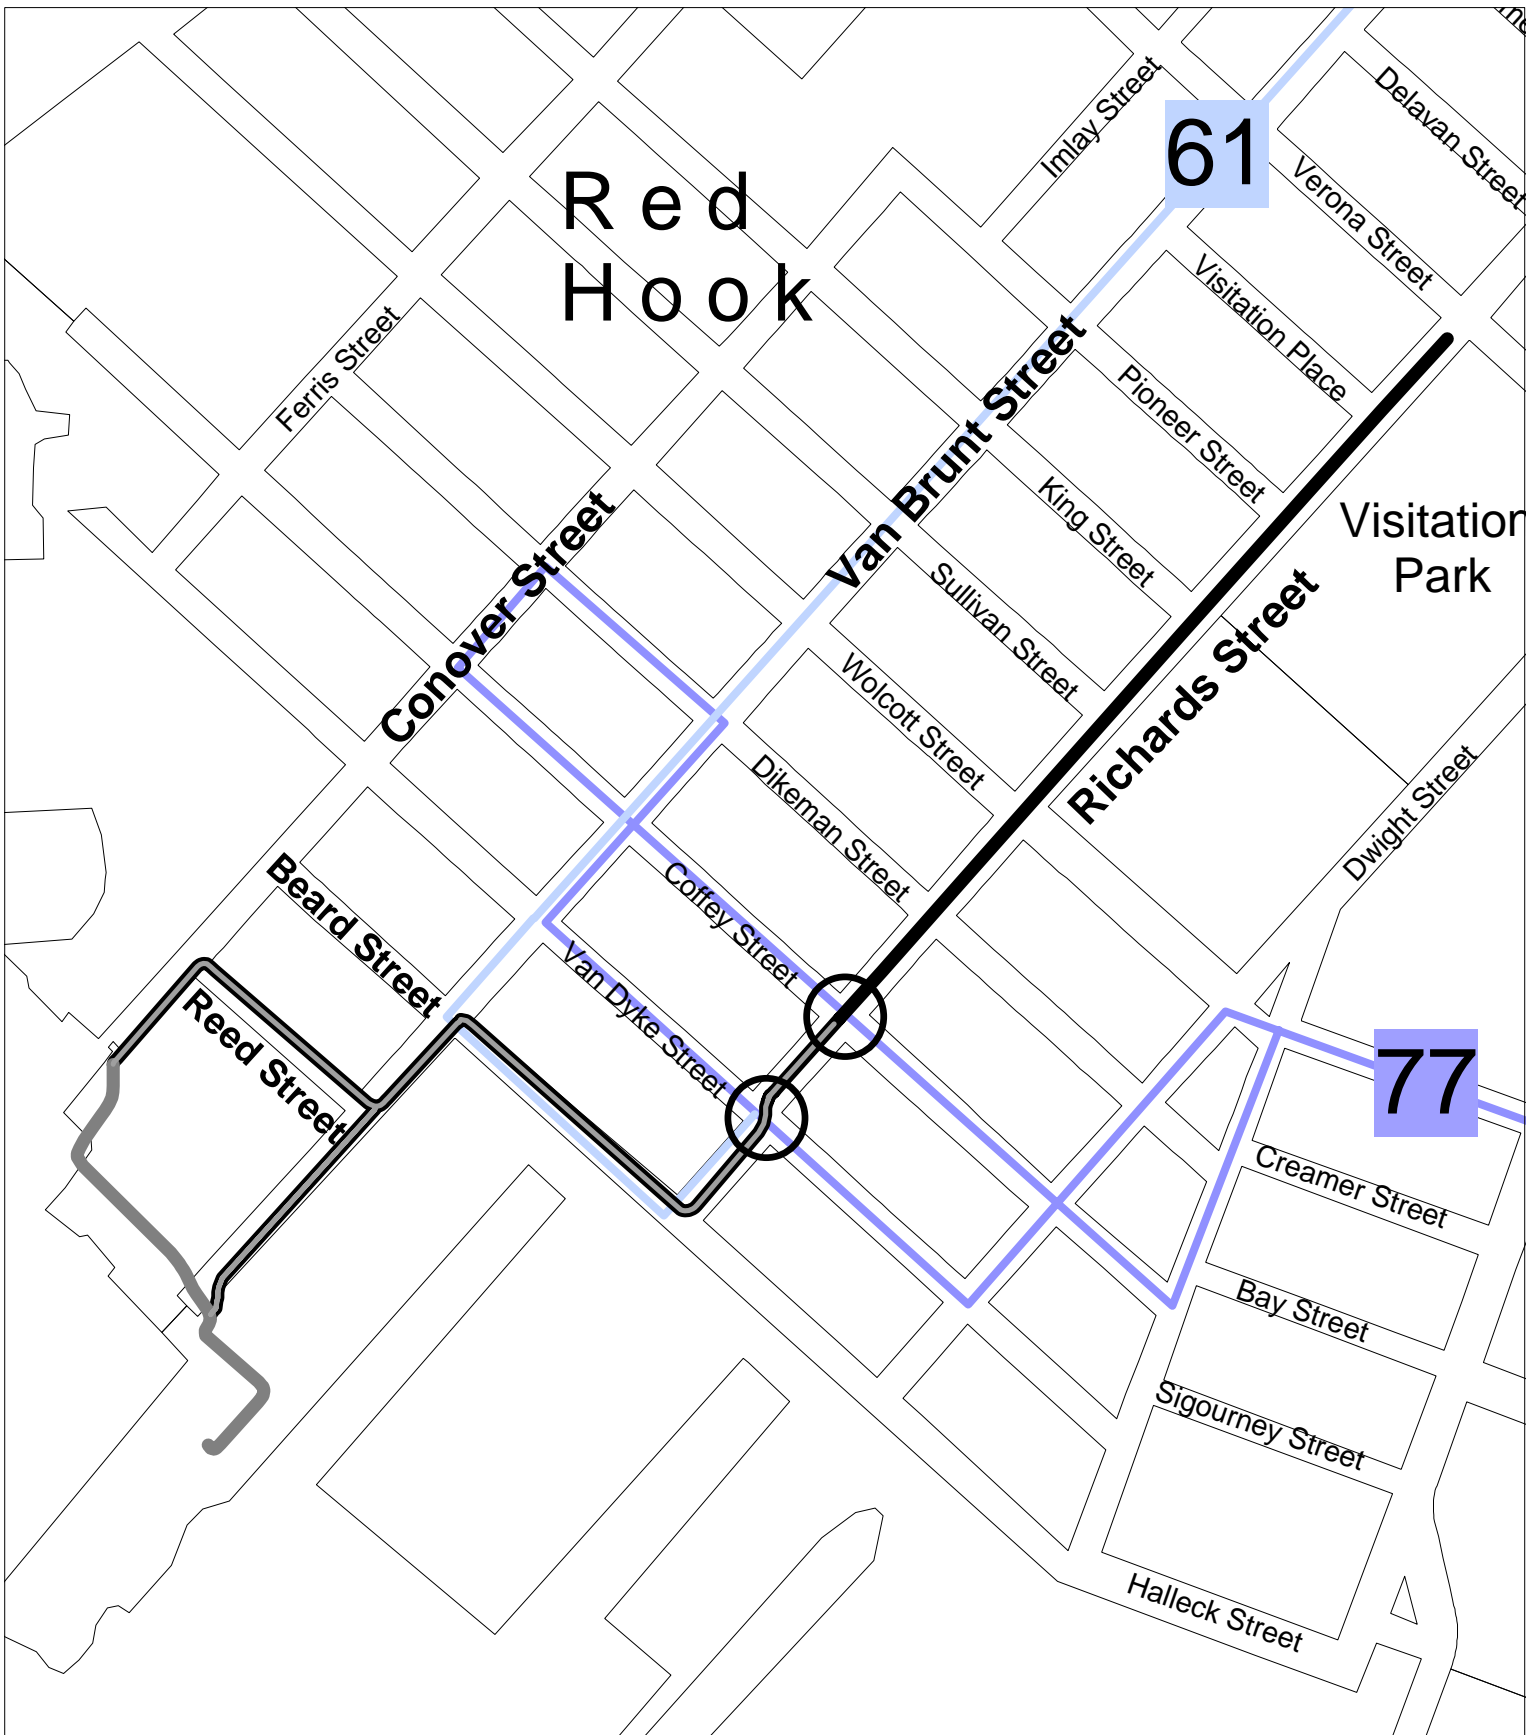 Delavan Street
Imlay Street
61
Verona Street
Red
Hook
Visitation Place
Ferris Street
Van Brunt Street
Pioneer Street
King Street
Visitation
Park
Conover Street
Sullivan Street
Richards Street
Wolcott Street
Dikeman Street
Dwight Street
Beard Street
Coffey Street
Van Dyke Street
Reed Street
77
Creamer Street
Bay Street
Sigourney Street
Halleck Street